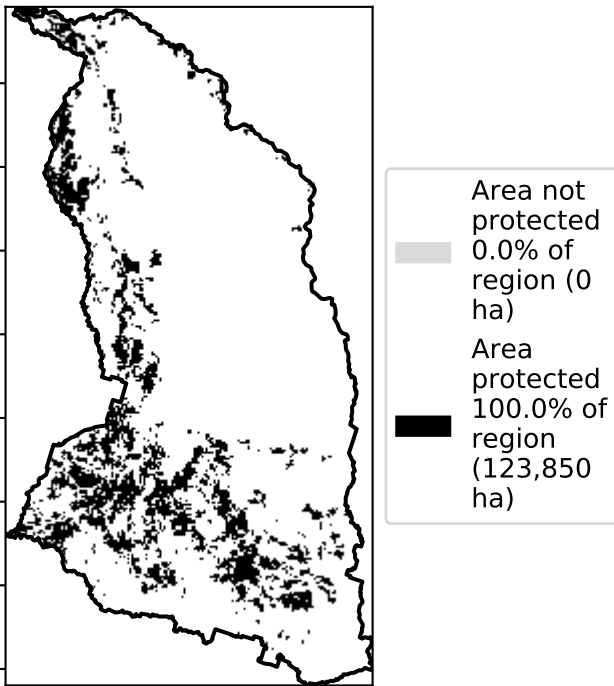 Area not
protected
0.0% of
region (0
ha)
Area
protected
100.0% of
region
(123,850
ha)